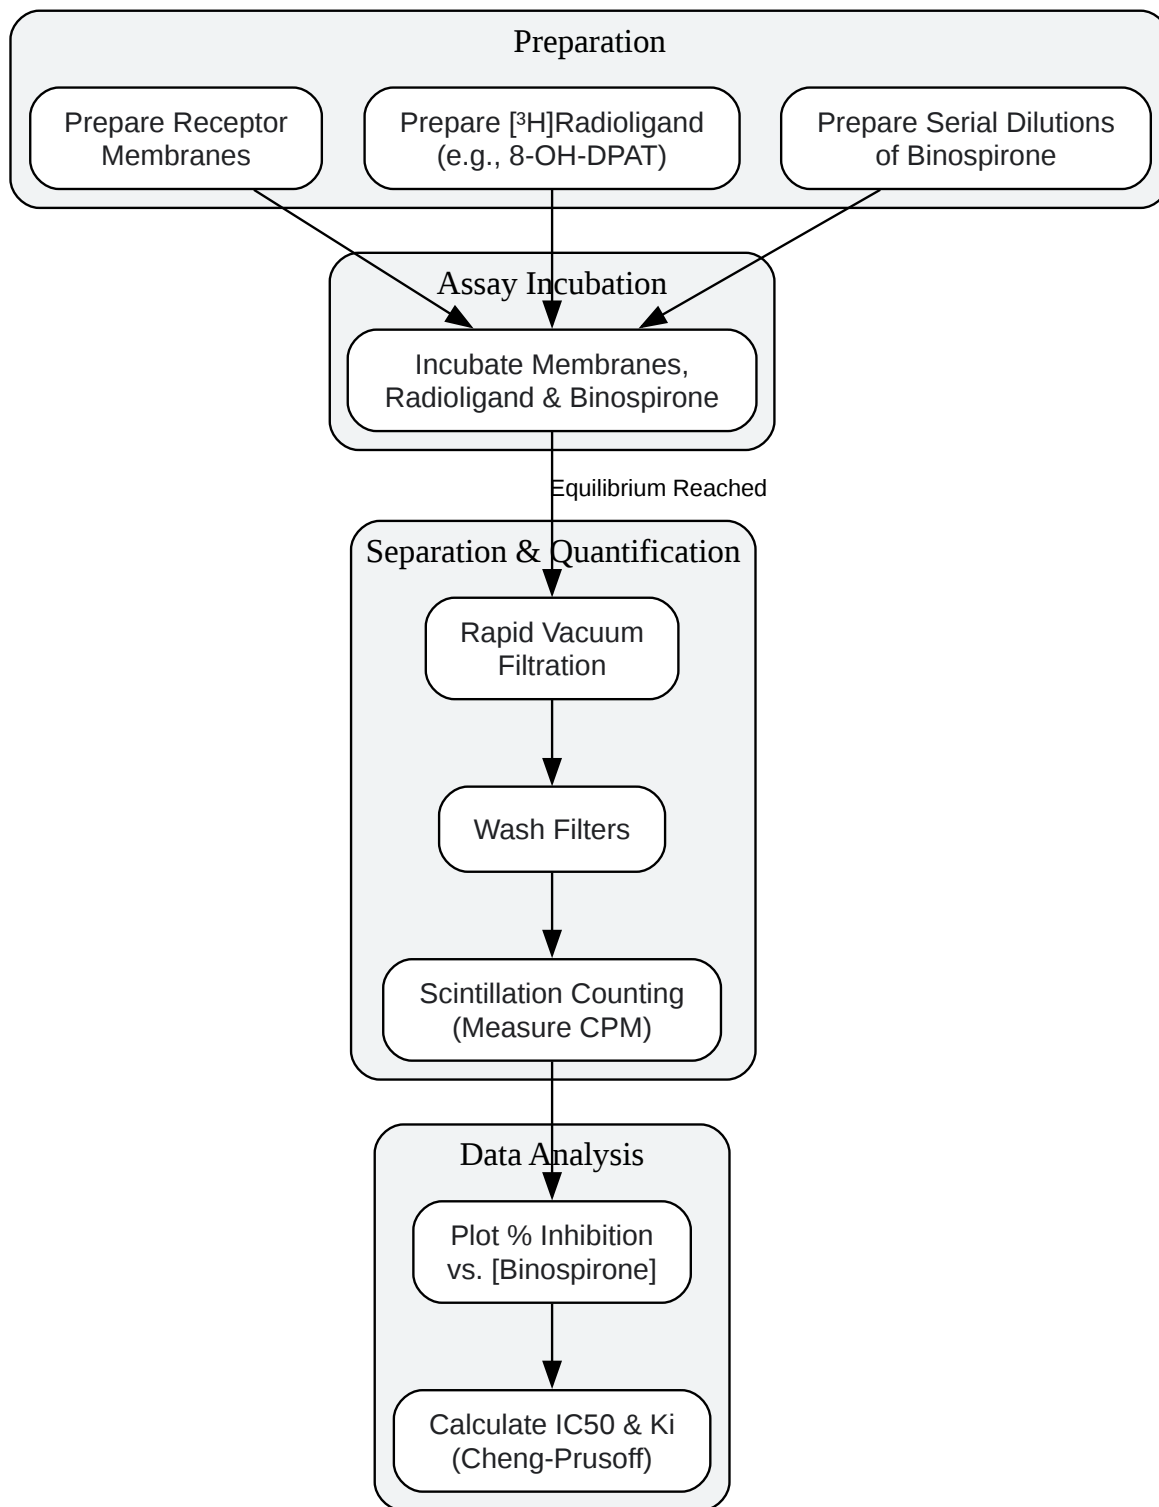 Preparation
Prepare Receptor
Membranes
Prepare [³H]Radioligand
(e.g., 8-OH-DPAT)
Prepare Serial Dilutions
of Binospirone
Assay Incubation
Incubate Membranes,
Radioligand & Binospirone
Equilibrium Reached
Separation & Quantification
Rapid Vacuum
Filtration
Wash Filters
Scintillation Counting
(Measure CPM)
Data Analysis
Plot % Inhibition
vs. [Binospirone]
Calculate IC50 & Ki
(Cheng-Prusoff)